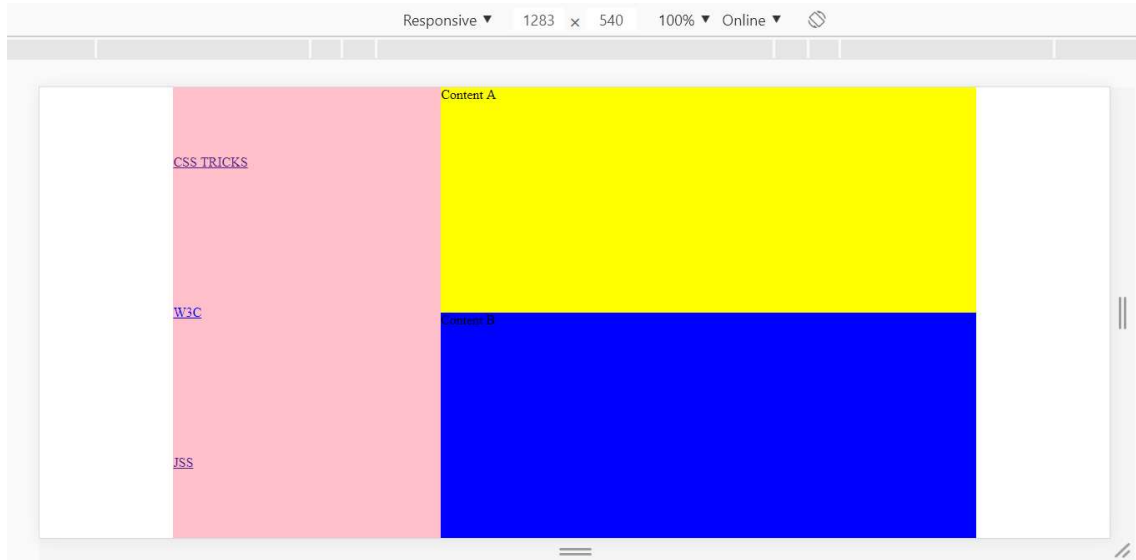 Responsive ▼ 1283 × 540 100% ▼ Online ▼
Content A
CSS TRICKS
W3C
Content B
JSS